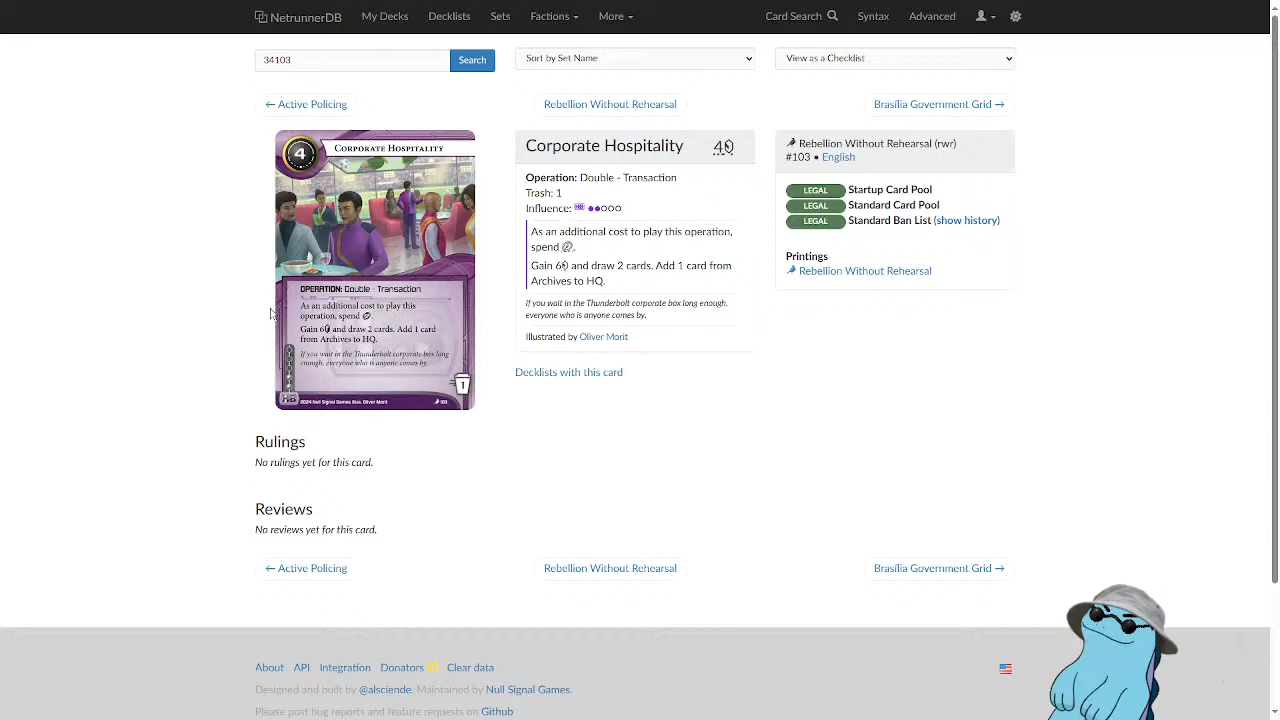 NetrunnerDB My Decks Decklists Sets Factions More Card Search Syntax Advanced
34103 Search Sort by Set Name View as a Checklist
← Active Policing Rebellion Without Rehearsal Brasília Government Grid →
4 CORPORATE HOSPITALITY
OPERATION: Double - Transaction
As an additional cost to play this
operation, spend .
Gain 6 and draw 2 cards. Add 1 card
from Archives to HQ.
If you wait in the Thunderbolt corporate box long
enough, everyone who is anyone comes by.
1
2024 Null Signal Games Illus. Oliver Morit 103
Corporate Hospitality 4
Operation: Double - Transaction
Trash: 1
Influence: HB
As an additional cost to play this operation,
spend .
Gain 6 and draw 2 cards. Add 1 card from
Archives to HQ.
If you wait in the Thunderbolt corporate box long enough,
everyone who is anyone comes by.
Illustrated by Oliver Morit
Decklists with this card
Rebellion Without Rehearsal (rwr)
#103 • English
LEGAL Startup Card Pool
LEGAL Standard Card Pool
LEGAL Standard Ban List (show history)
Printings
Rebellion Without Rehearsal
Rulings
No rulings yet for this card.
Reviews
No reviews yet for this card.
← Active Policing Rebellion Without Rehearsal Brasília Government Grid →
About API Integration Donators Clear data
Designed and built by @alsciende. Maintained by Null Signal Games.
Please post bug reports and feature requests on Github